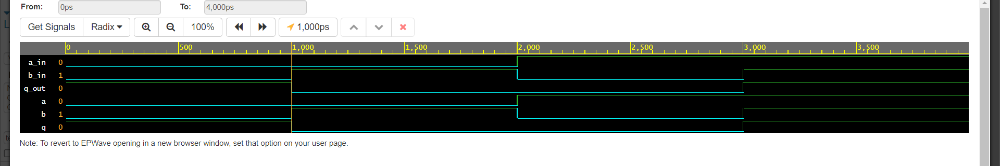 From: 0ps To: 4,000ps
Get Signals Radix 100% 1,000ps
0 500 1,000 1,500 2,000 2,500 3,000 3,500
a_in 0
b_in 1
q_out 0
a 0
b 1
q 0
Note: To revert to EPWave opening in a new browser window, set that option on your user page.